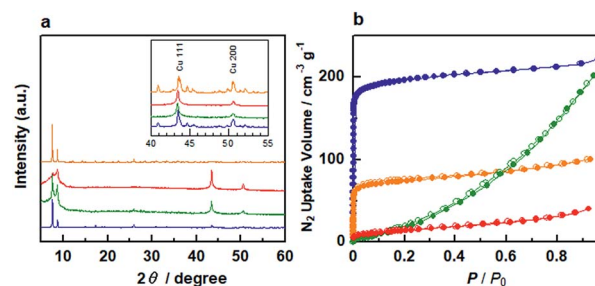 a
Intensity (a.u.)
Cu 111
Cu 200
40 45 50 55
10 20 30 40 50 60
2θ / degree
b
N2 Uptake Volume / cm-3 g-1
200
100
0
0 0.2 0.4 0.6 0.8
P / P0